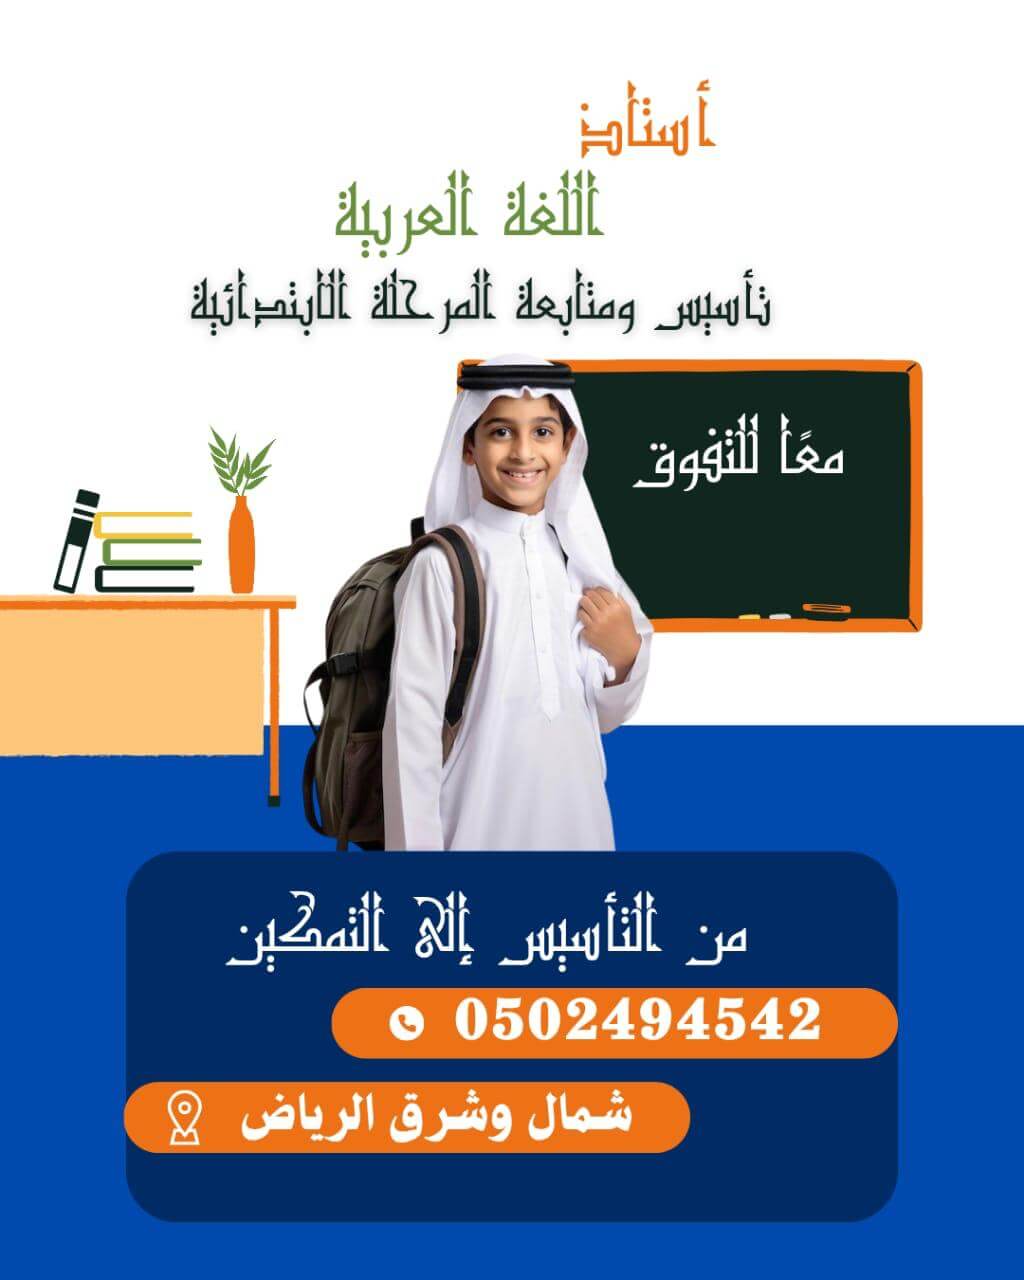 أستاذ
اللغة العربية
تأسيس ومتابعة المرحلة الابتدائية
معًا للتفوق
من التأسيس إلى التمكين
0502494542
شمال وشرق الرياض